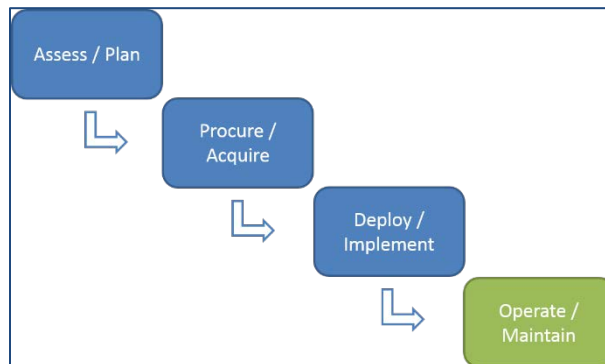 Assess / Plan
Procure /
Acquire
Deploy /
Implement
Operate /
Maintain